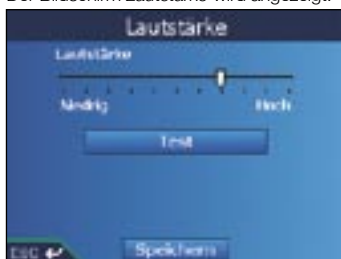 Der Bildschirm Lautstärke wird angezeigt.
Lautstärke
Lautstärke
Niedrig Hoch
Test
Speichern
ESC